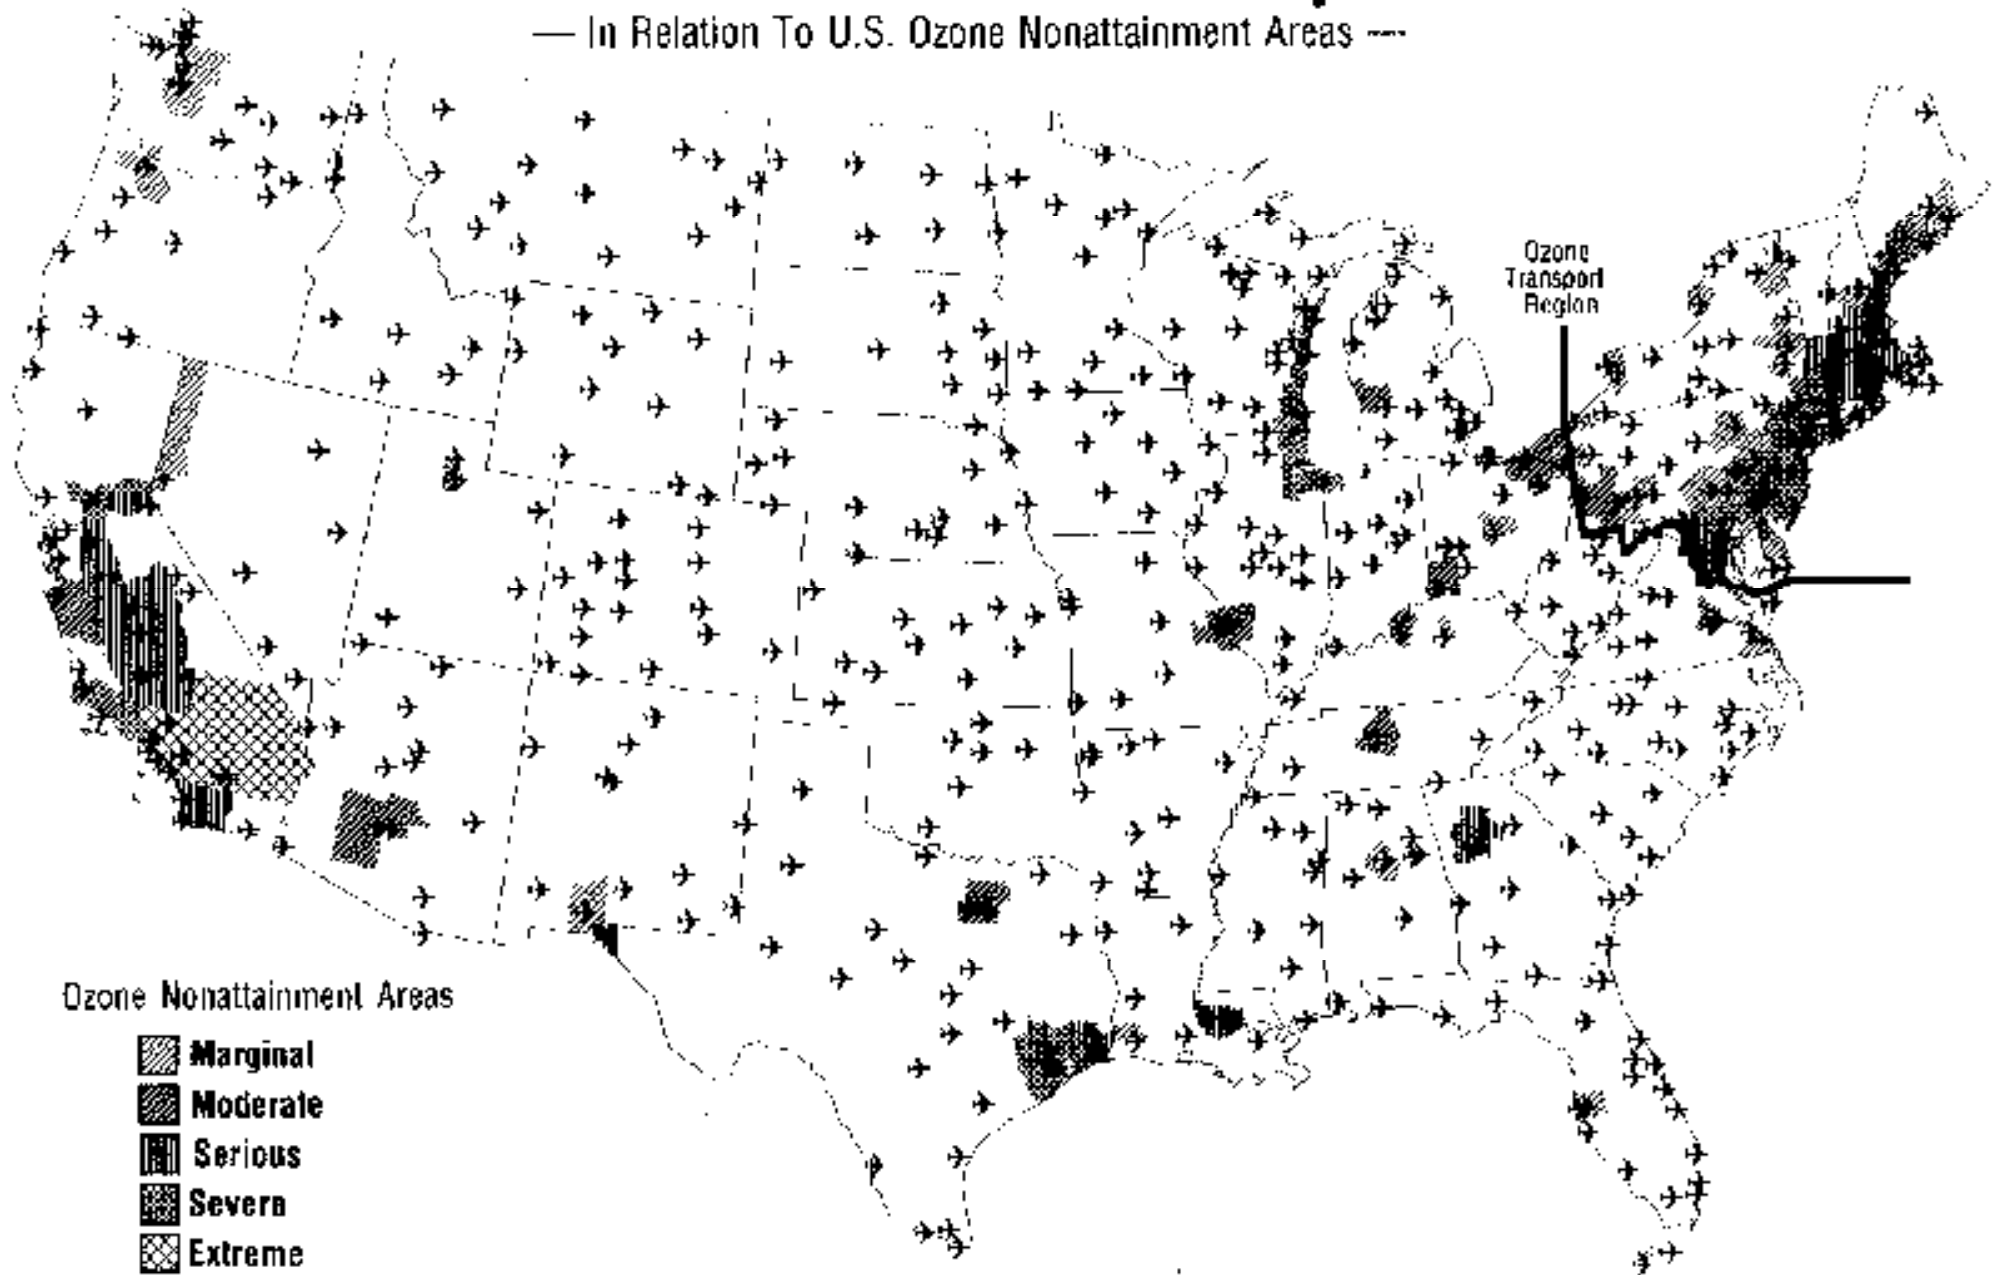 — In Relation To U.S. Ozone Nonattainment Areas —
Ozone
Transport
Region
Ozone Nonattainment Areas
Marginal
Moderate
Serious
Severe
Extreme